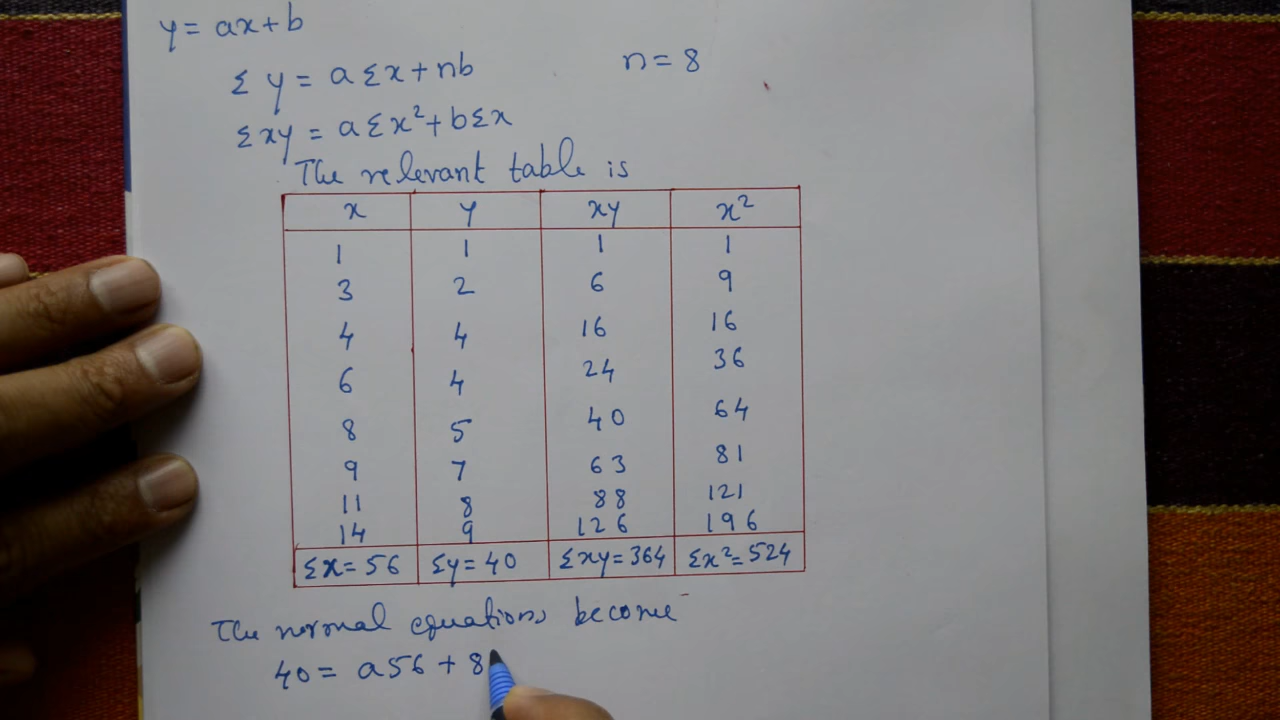 y = ax + b
Σy = aΣx + nb n = 8
Σxy = aΣx² + bΣx
The relevant table is
x y xy x²
1 1 1 1
3 2 6 9
4 4 16 16
6 4 24 36
8 5 40 64
9 7 63 81
11 8 88 121
14 9 126 196
Σx = 56 Σy = 40 Σxy = 364 Σx² = 524
The normal equations become
40 = a56 + 8